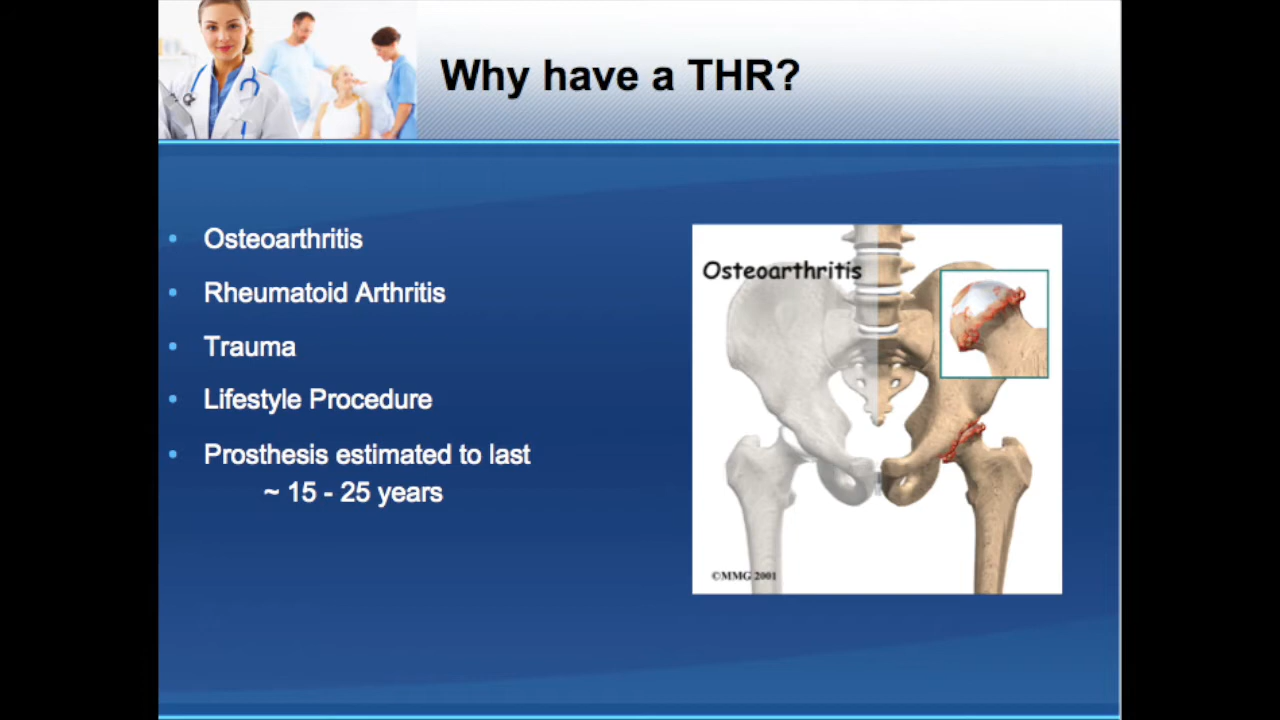 Why have a THR?
• Osteoarthritis
• Rheumatoid Arthritis
• Trauma
• Lifestyle Procedure
• Prosthesis estimated to last
~ 15 - 25 years
Osteoarthritis
©MMG 2001